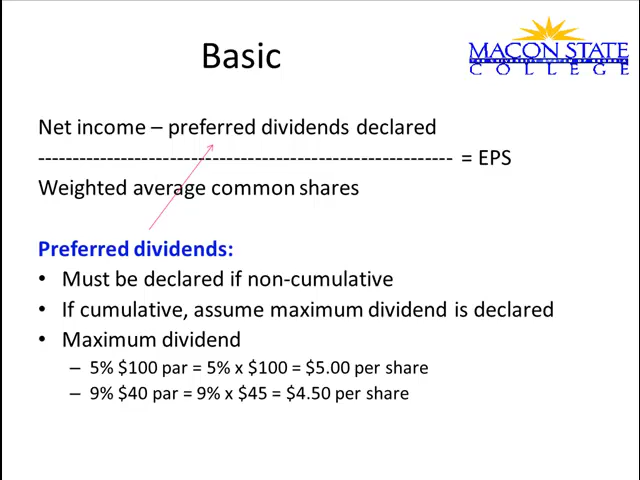 Basic
MACON STATE
COLLEGE
Net income – preferred dividends declared
------------------------------------------------------------- = EPS
Weighted average common shares
Preferred dividends:
• Must be declared if non-cumulative
• If cumulative, assume maximum dividend is declared
• Maximum dividend
– 5% $100 par = 5% x $100 = $5.00 per share
– 9% $40 par = 9% x $45 = $4.50 per share